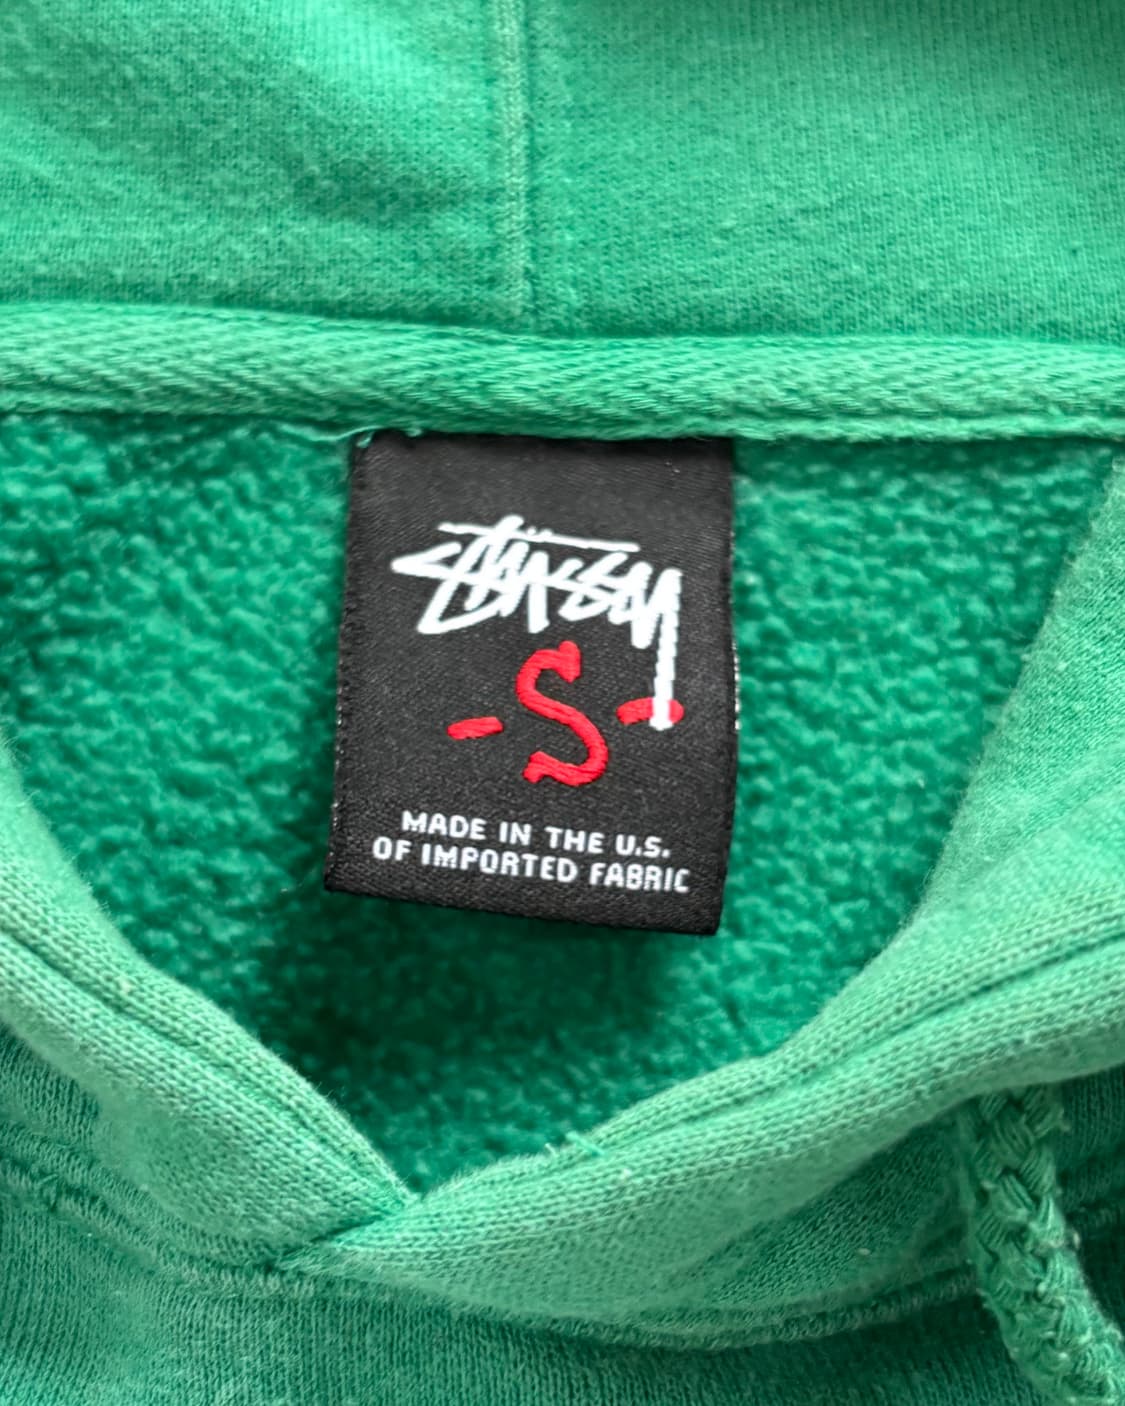 Stüssy
-S-
MADE IN THE U.S.
OF IMPORTED FABRIC